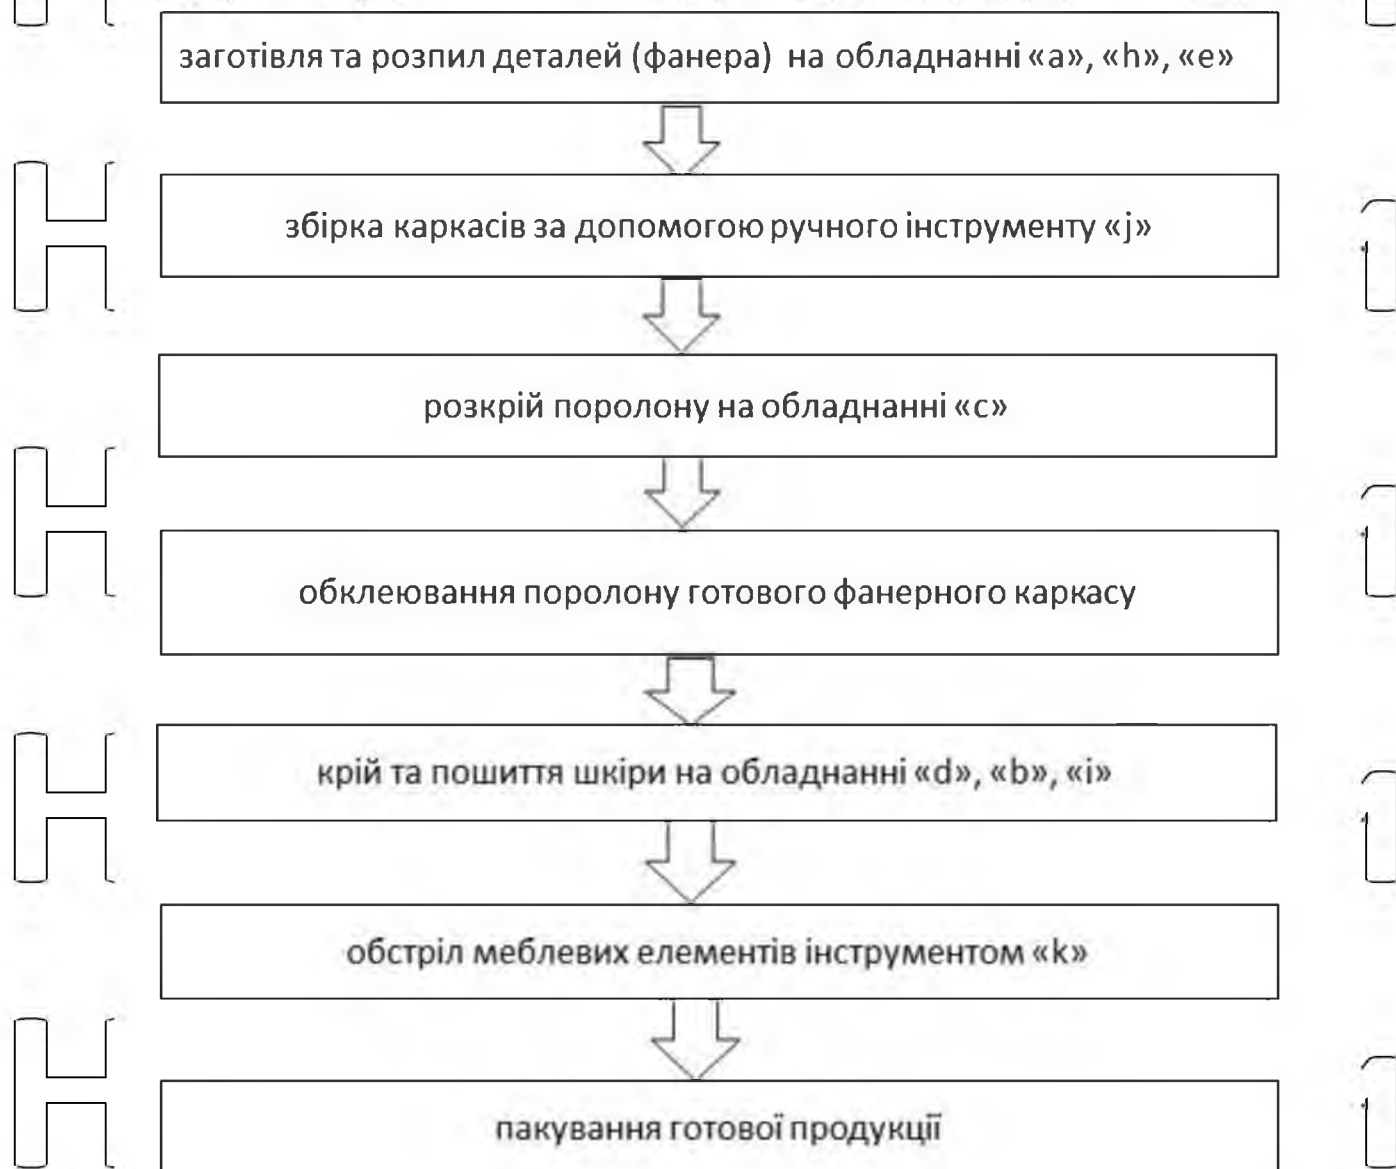 заготівля та розпил деталей (фанера) на обладнанні «a», «h», «e»
збірка каркасів за допомогою ручного інструменту «j»
розкрій поролону на обладнанні «c»
обклеювання поролону готового фанерного каркасу
крій та пошиття шкіри на обладнанні «d», «b», «i»
обстріл меблевих елементів інструментом «k»
пакування готової продукції